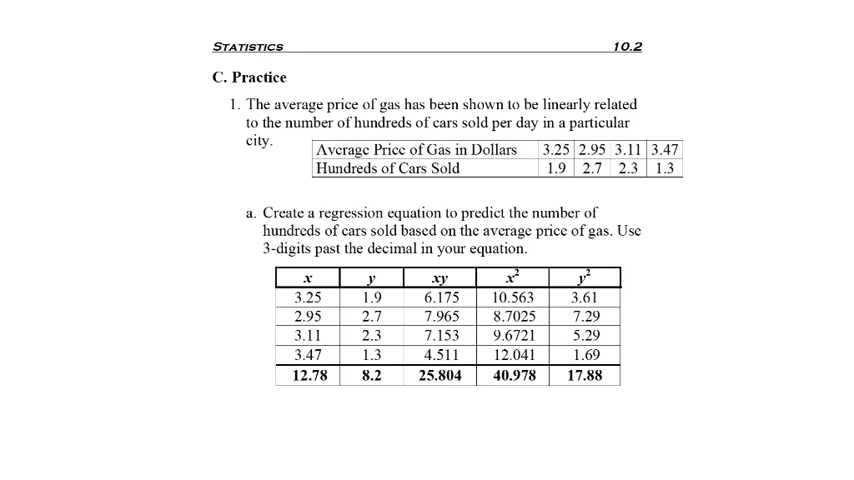 STATISTICS 10.2
C. Practice
1. The average price of gas has been shown to be linearly related
to the number of hundreds of cars sold per day in a particular
city.
Average Price of Gas in Dollars 3.25 2.95 3.11 3.47
Hundreds of Cars Sold 1.9 2.7 2.3 1.3
a. Create a regression equation to predict the number of
hundreds of cars sold based on the average price of gas. Use
3-digits past the decimal in your equation.
x y xy x² y²
3.25 1.9 6.175 10.563 3.61
2.95 2.7 7.965 8.7025 7.29
3.11 2.3 7.153 9.6721 5.29
3.47 1.3 4.511 12.041 1.69
12.78 8.2 25.804 40.978 17.88